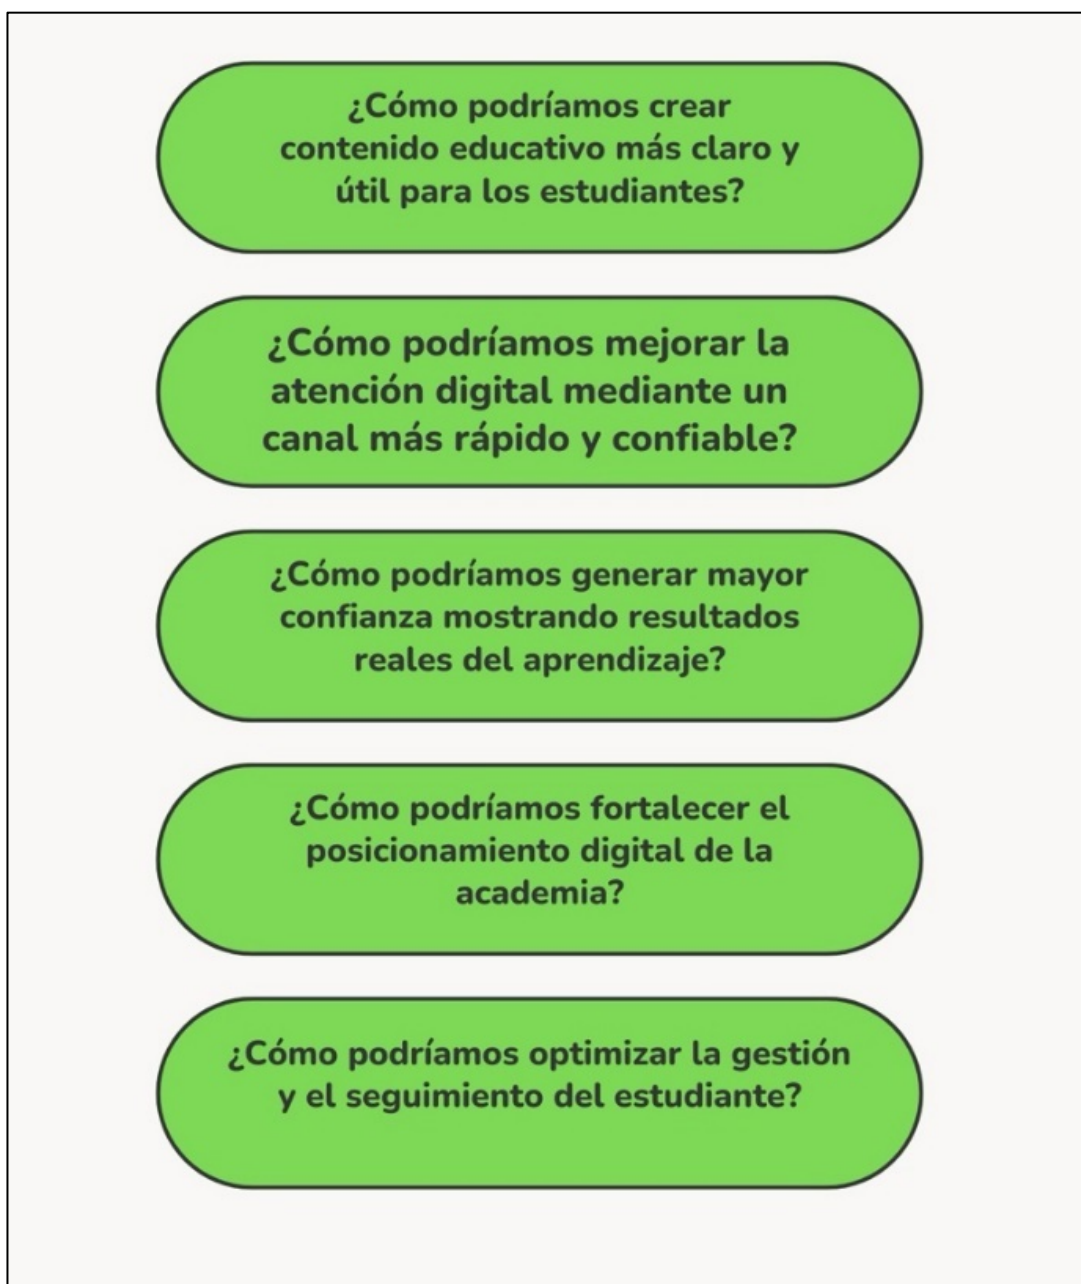 ¿Cómo podríamos crear
contenido educativo más claro y
útil para los estudiantes?
¿Cómo podríamos mejorar la
atención digital mediante un
canal más rápido y confiable?
¿Cómo podríamos generar mayor
confianza mostrando resultados
reales del aprendizaje?
¿Cómo podríamos fortalecer el
posicionamiento digital de la
academia?
¿Cómo podríamos optimizar la gestión
y el seguimiento del estudiante?